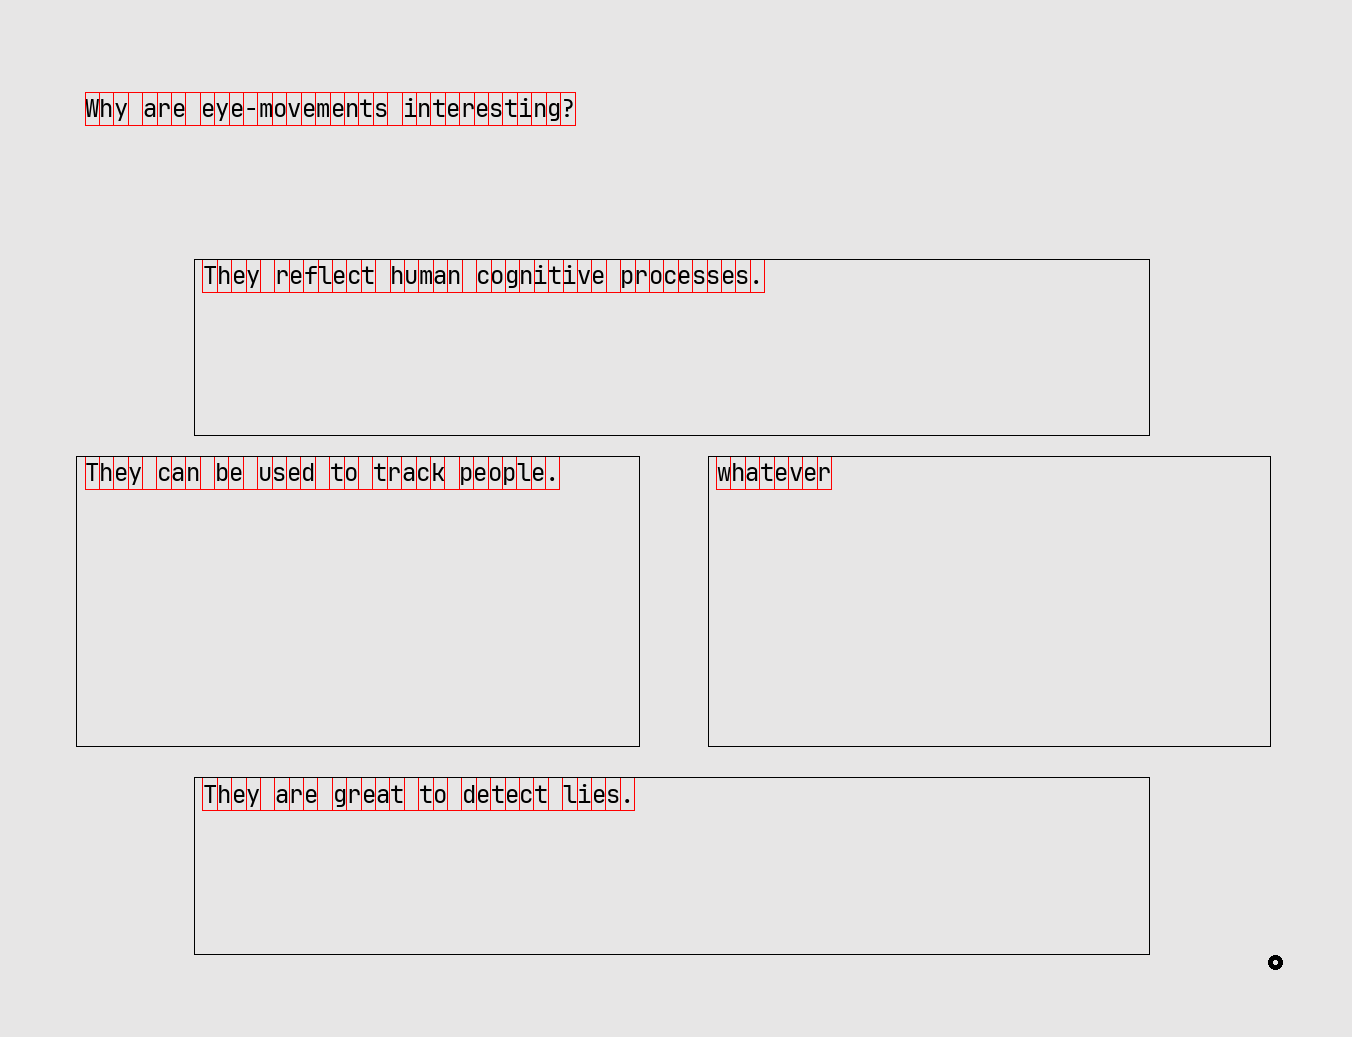 Why are eye-movements interesting?
They reflect human cognitive processes.
They can be used to track people.
whatever
They are great to detect lies.